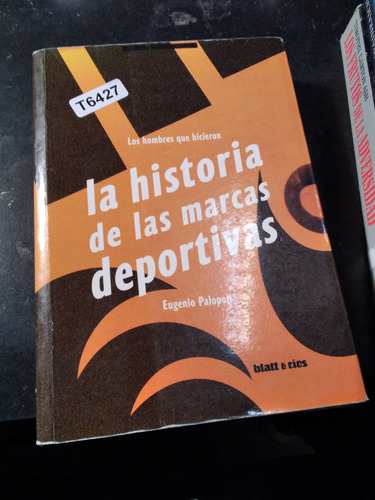 T6427
Los hombres que hicieron
la historia
de las marcas
deportivas
Eugenio Palopoli
blatt & ríos